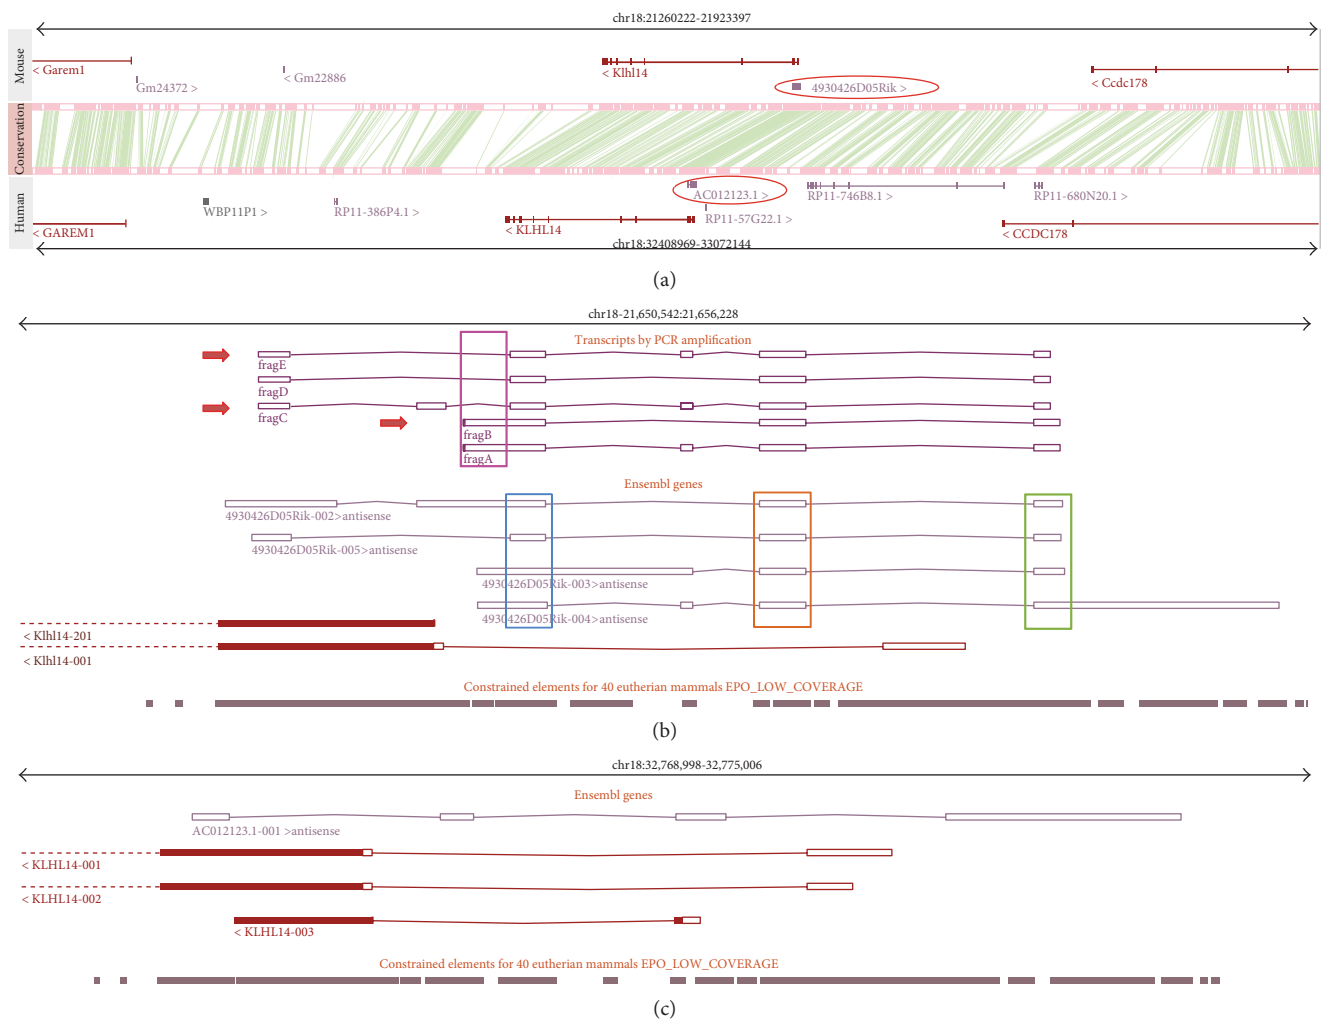 chr18:21260222-21923397
Mouse
< Garem1
Gm24372 >
< Gm22886
< Klhl14
4930426D05Rik >
< Ccdc178
Conservation
Human
WBP11P1 >
RP11-386P4.1 >
AC012123.1 >
RP11-746B8.1 >
RP11-680N20.1 >
< GAREM1
< KLHL14
RP11-57G22.1 >
< CCDC178
chr18:32408969-33072144
(a)
chr18-21,650,542:21,656,228
Transcripts by PCR amplification
fragE
fragD
fragC
fragB
fragA
Ensembl genes
4930426D05Rik-002>antisense
4930426D05Rik-005>antisense
4930426D05Rik-003>antisense
4930426D05Rik-004>antisense
< Klhl14-201
< Klhl14-001
Constrained elements for 40 eutherian mammals EPO_LOW_COVERAGE
(b)
chr18:32,768,998-32,775,006
Ensembl genes
AC012123.1-001 >antisense
< KLHL14-001
< KLHL14-002
< KLHL14-003
Constrained elements for 40 eutherian mammals EPO_LOW_COVERAGE
(c)